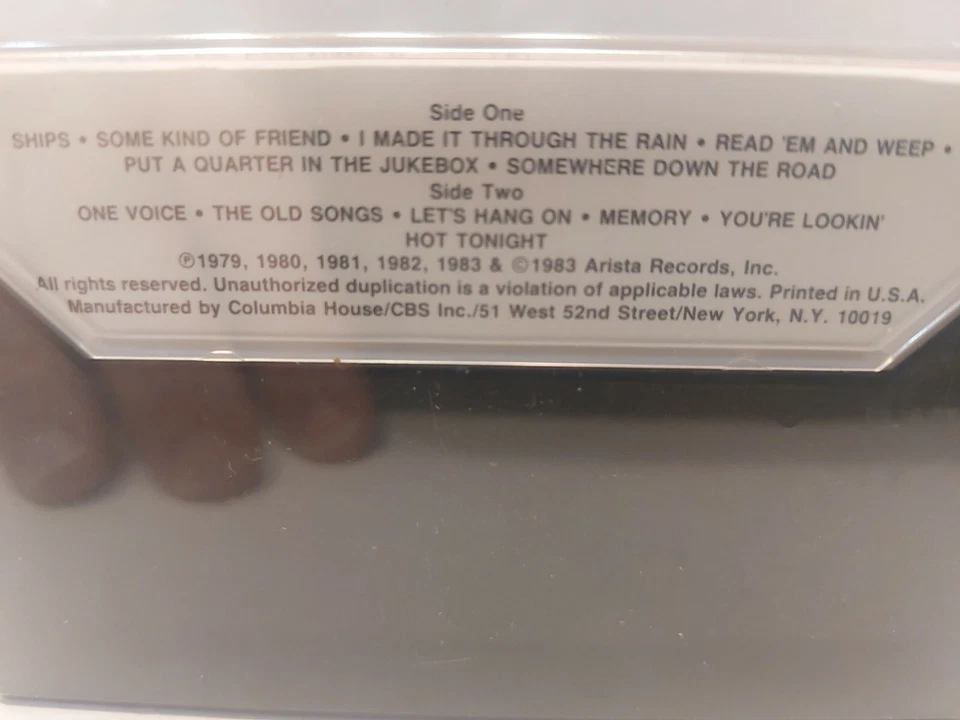 Side One
SHIPS • SOME KIND OF FRIEND • I MADE IT THROUGH THE RAIN • READ 'EM AND WEEP •
PUT A QUARTER IN THE JUKEBOX • SOMEWHERE DOWN THE ROAD
Side Two
ONE VOICE • THE OLD SONGS • LET'S HANG ON • MEMORY • YOU'RE LOOKIN'
HOT TONIGHT
℗1979, 1980, 1981, 1982, 1983 & ©1983 Arista Records, Inc.
All rights reserved. Unauthorized duplication is a violation of applicable laws. Printed in U.S.A.
Manufactured by Columbia House/CBS Inc./51 West 52nd Street/New York, N.Y. 10019